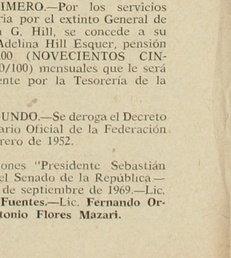 IMERO.—Por los servicios
ria por el extinto General de
n G. Hill, se concede a su
Adelina Hill Esquer, pensión
.00 (NOVECIENTOS CIN-
0/100) mensuales que le será
ente por la Tesorería de la
UNDO.—Se deroga el Decreto
ario Oficial de la Federación
rero de 1952.
ones "Presidente Sebastián
el Senado de la República—
de septiembre de 1969.—Lic.
Fuentes.—Lic. Fernando Or-
tonio Flores Mazari.